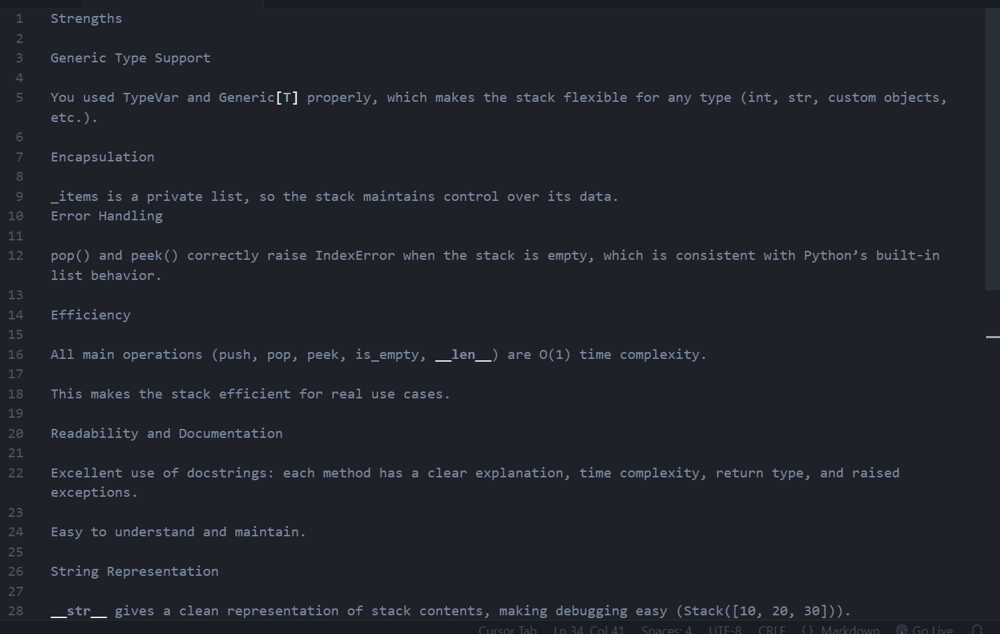 1 Strengths
2
3 Generic Type Support
4
5 You used TypeVar and Generic[T] properly, which makes the stack flexible for any type (int, str, custom objects,
etc.).
6
7 Encapsulation
8
9 _items is a private list, so the stack maintains control over its data.
10 Error Handling
11
12 pop() and peek() correctly raise IndexError when the stack is empty, which is consistent with Python’s built-in
list behavior.
13
14 Efficiency
15
16 All main operations (push, pop, peek, is_empty, __len__) are O(1) time complexity.
17
18 This makes the stack efficient for real use cases.
19
20 Readability and Documentation
21
22 Excellent use of docstrings: each method has a clear explanation, time complexity, return type, and raised
exceptions.
23
24 Easy to understand and maintain.
25
26 String Representation
27
28 __str__ gives a clean representation of stack contents, making debugging easy (Stack([10, 20, 30])).
Cursor Tab Ln 34, Col 41 Spaces: 4 UTF-8 CRLF {} Markdown Go Live